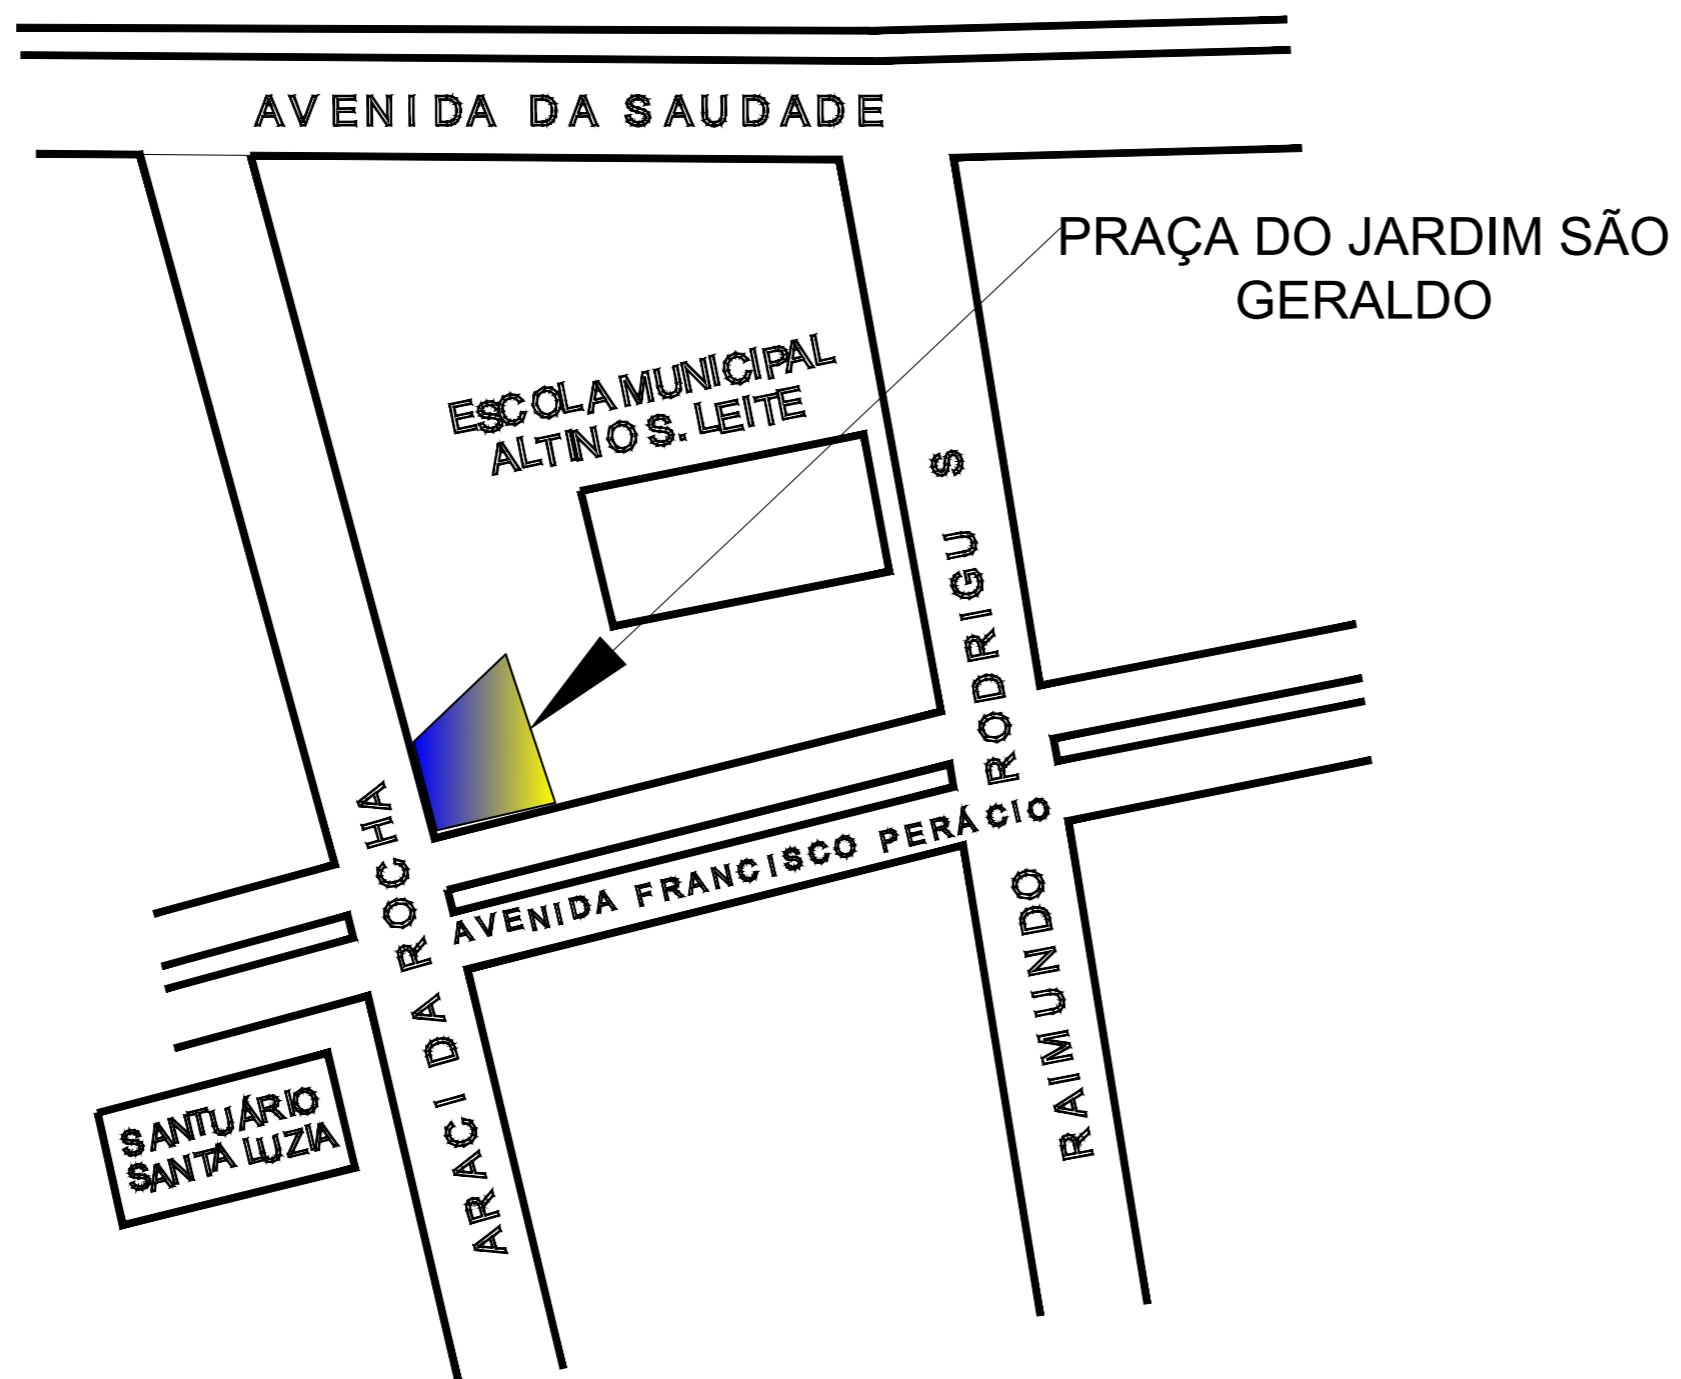 AVENIDA DA SAUDADE
PRAÇA DO JARDIM SÃO
GERALDO
ESCOLA MUNICIPAL
ALTINO S. LEITE
RAIMUNDO RODRIGU S
AVENIDA FRANCISCO PERÁCIO
ARACI DA ROCHA
SANTUÁRIO
SANTA LUZIA